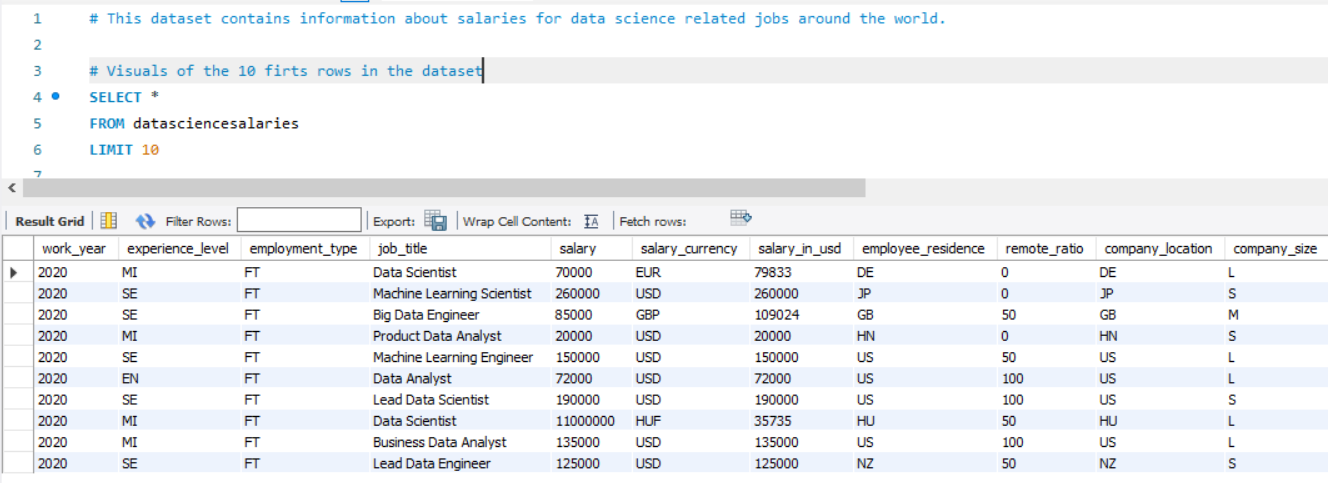 1 # This dataset contains information about salaries for data science related jobs around the world.
2
3 # Visuals of the 10 firts rows in the dataset
4 SELECT *
5 FROM datasciencesalaries
6 LIMIT 10
7
Result Grid Filter Rows: Export: Wrap Cell Content: Fetch rows:
work_year experience_level employment_type job_title salary salary_currency salary_in_usd employee_residence remote_ratio company_location company_size
2020 MI FT Data Scientist 70000 EUR 79833 DE 0 DE L
2020 SE FT Machine Learning Scientist 260000 USD 260000 JP 0 JP S
2020 SE FT Big Data Engineer 85000 GBP 109024 GB 50 GB M
2020 MI FT Product Data Analyst 20000 USD 20000 HN 0 HN S
2020 SE FT Machine Learning Engineer 150000 USD 150000 US 50 US L
2020 EN FT Data Analyst 72000 USD 72000 US 100 US L
2020 SE FT Lead Data Scientist 190000 USD 190000 US 100 US S
2020 MI FT Data Scientist 11000000 HUF 35735 HU 50 HU L
2020 MI FT Business Data Analyst 135000 USD 135000 US 100 US L
2020 SE FT Lead Data Engineer 125000 USD 125000 NZ 50 NZ S